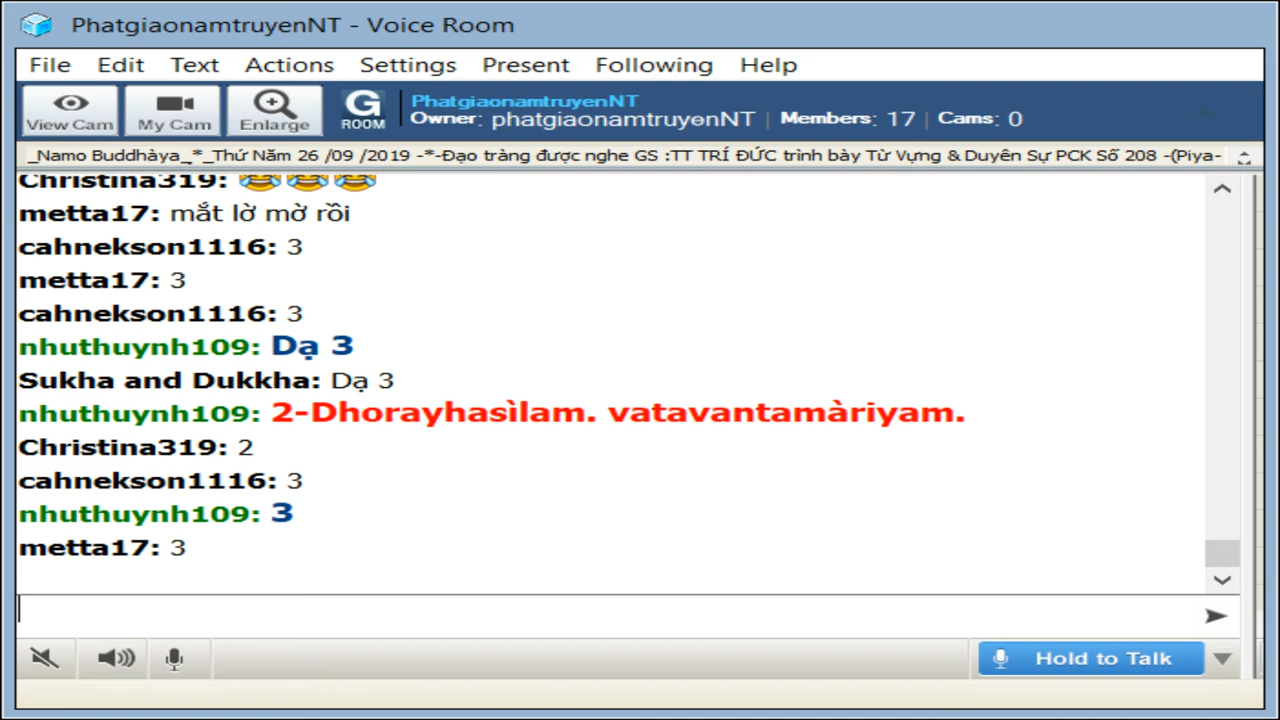 PhatgiaonamtruyenNT - Voice Room
File Edit Text Actions Settings Present Following Help
View Cam My Cam Enlarge G ROOM
PhatgiaonamtruyenNT
Owner: phatgiaonamtruyenNT | Members: 17 | Cams: 0
_Namo Buddhàya_*_Thứ Năm 26 /09 /2019 -*-Đạo tràng được nghe GS :TT TRÍ ĐỨC trình bày Từ Vựng & Duyên Sự PCK Số 208 -(Piya-
Christina319: 😂😂😂
metta17: mắt lờ mờ rồi
cahnekson1116: 3
metta17: 3
cahnekson1116: 3
nhuthuynh109: Dạ 3
Sukha and Dukkha: Dạ 3
nhuthuynh109: 2-Dhorayhasìlam. vatavantamàriyam.
Christina319: 2
cahnekson1116: 3
nhuthuynh109: 3
metta17: 3
Hold to Talk